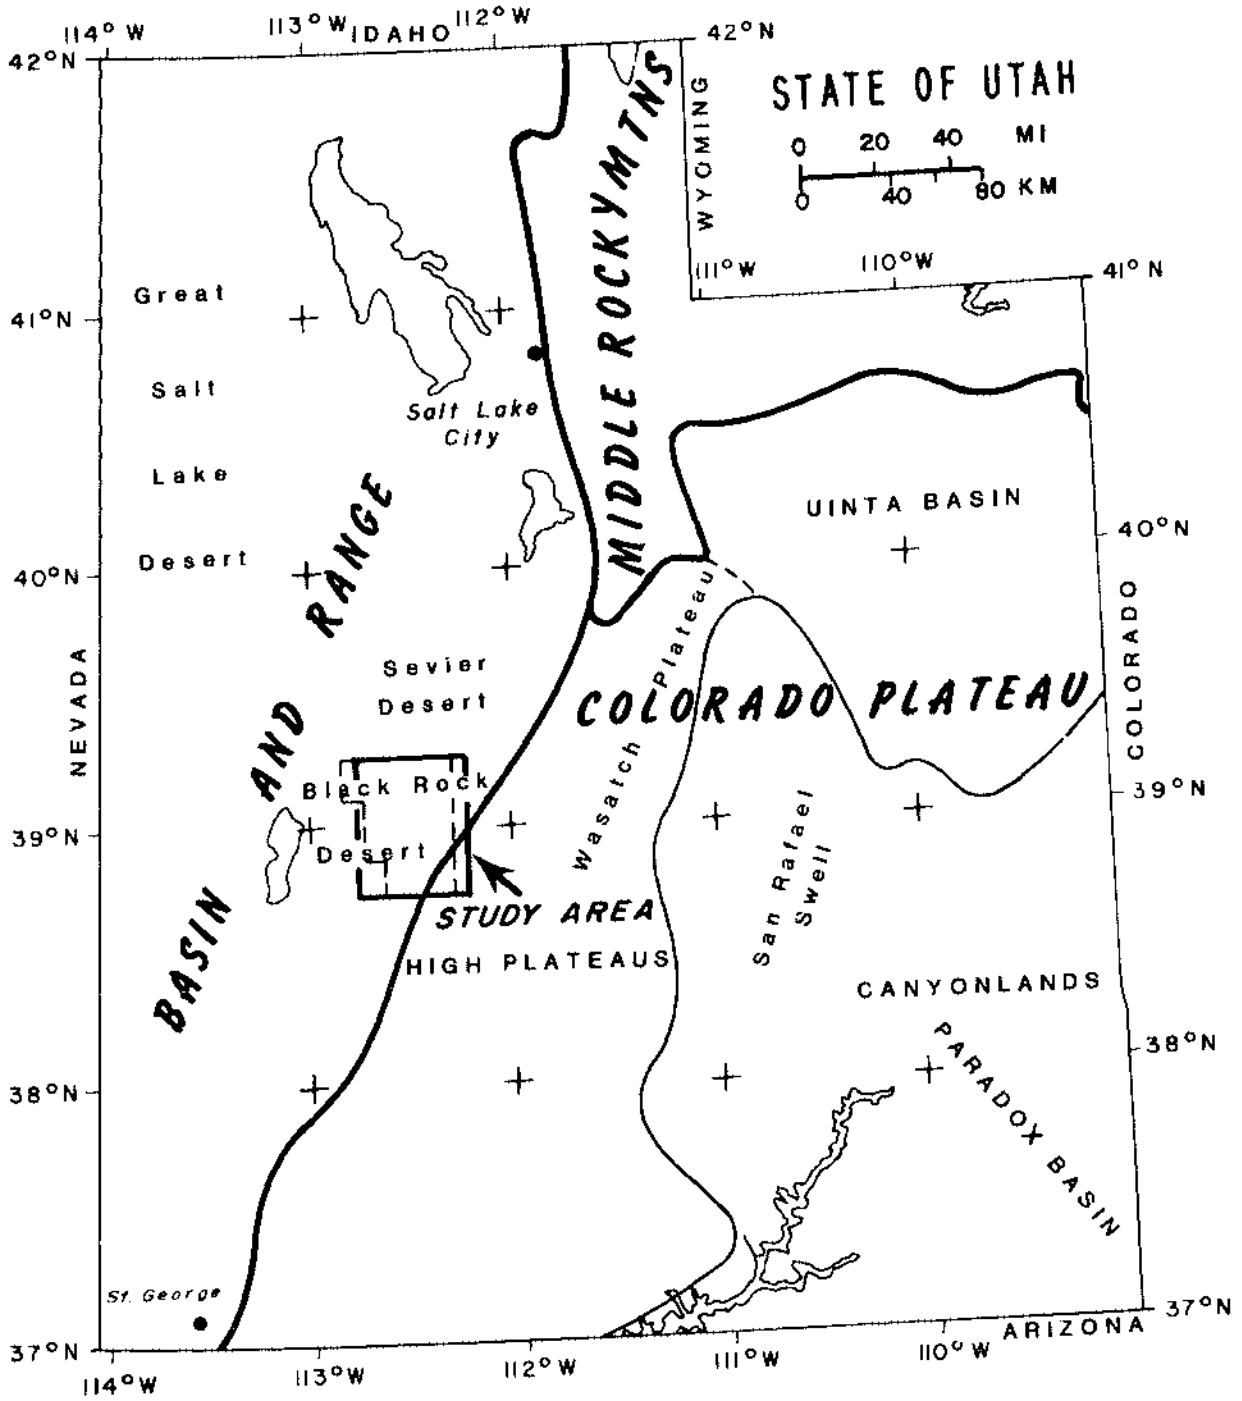 114° W
113° W
IDAHO
112° W
42° N
42° N
STATE OF UTAH
0 20 40 MI
0 40 80 KM
WYOMING
111° W
110° W
41° N
MIDDLE ROCKY MTNS
Great
Salt
Lake
Desert
41° N
Salt Lake
City
UINTA BASIN
40° N
40° N
BASIN AND RANGE
Sevier
Desert
Wasatch Plateau
COLORADO PLATEAU
NEVADA
COLORADO
Black Rock
Desert
39° N
39° N
San Rafael
Swell
STUDY AREA
HIGH PLATEAUS
CANYONLANDS
PARADOX BASIN
38° N
38° N
St. George
37° N
37° N
ARIZONA
114° W
113° W
112° W
111° W
110° W